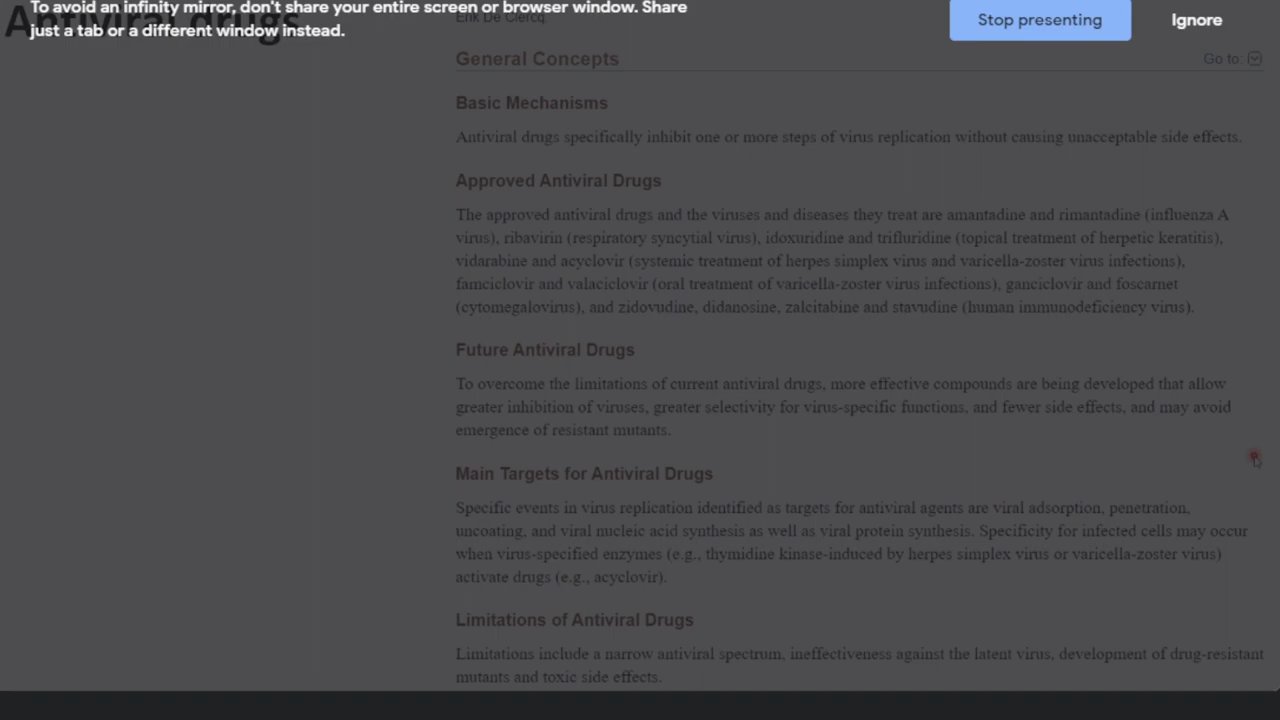 To avoid an infinity mirror, don't share your entire screen or browser window. Share
just a tab or a different window instead.
Stop presenting
Ignore
Antiviral drugs
Erik De Clercq.
General Concepts
Go to:
Basic Mechanisms
Antiviral drugs specifically inhibit one or more steps of virus replication without causing unacceptable side effects.
Approved Antiviral Drugs
The approved antiviral drugs and the viruses and diseases they treat are amantadine and rimantadine (influenza A
virus), ribavirin (respiratory syncytial virus), idoxuridine and trifluridine (topical treatment of herpetic keratitis),
vidarabine and acyclovir (systemic treatment of herpes simplex virus and varicella-zoster virus infections),
famciclovir and valaciclovir (oral treatment of varicella-zoster virus infections), ganciclovir and foscarnet
(cytomegalovirus), and zidovudine, didanosine, zalcitabine and stavudine (human immunodeficiency virus).
Future Antiviral Drugs
To overcome the limitations of current antiviral drugs, more effective compounds are being developed that allow
greater inhibition of viruses, greater selectivity for virus-specific functions, and fewer side effects, and may avoid
emergence of resistant mutants.
Main Targets for Antiviral Drugs
Specific events in virus replication identified as targets for antiviral agents are viral adsorption, penetration,
uncoating, and viral nucleic acid synthesis as well as viral protein synthesis. Specificity for infected cells may occur
when virus-specified enzymes (e.g., thymidine kinase-induced by herpes simplex virus or varicella-zoster virus)
activate drugs (e.g., acyclovir).
Limitations of Antiviral Drugs
Limitations include a narrow antiviral spectrum, ineffectiveness against the latent virus, development of drug-resistant
mutants and toxic side effects.